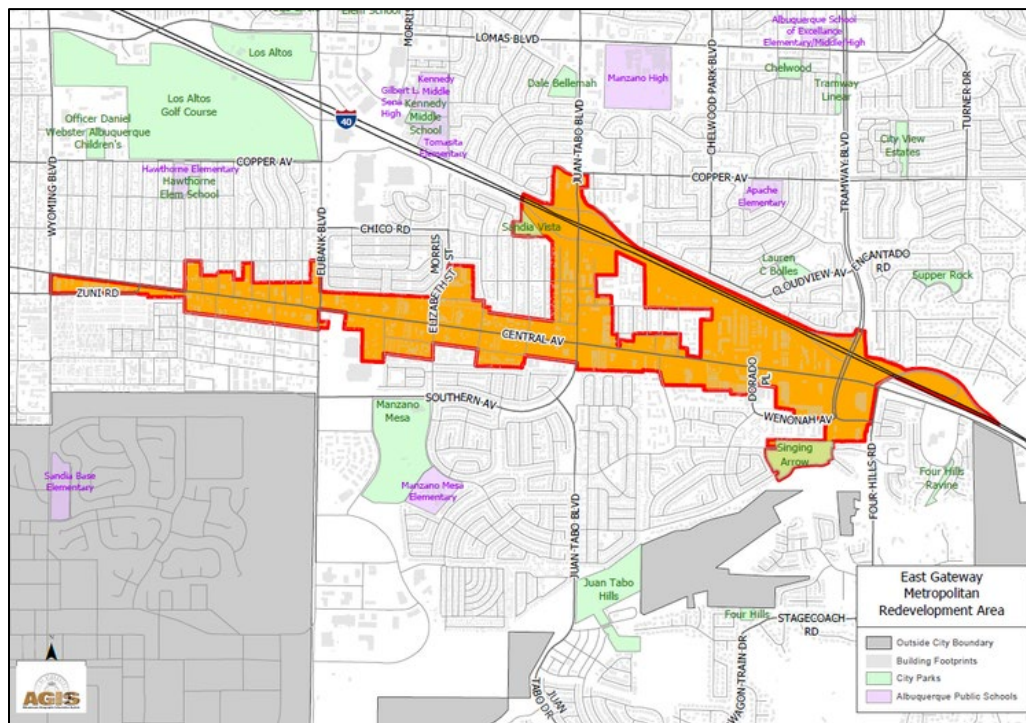 Elem School
MORRIS
LOMAS BLVD
Albuquerque School
of Excellence
Elementary/Middle/High
Los Altos
Kennedy
Middle
Gilbert L.
Sena
High
Kennedy
Middle
School
Tomasita
Elementary
Dale Bellemah
Manzano High
Chelwood
Tramway
Linear
TURNER DR
Los Altos
Golf Course
Officer Daniel
Webster Albuquerque
Children's
40
JUAN TABO BLVD
CHELWOOD PARK BLVD
TRAMWAY BLVD
City View
Estates
WYOMING BLVD
Hawthorne Elementary
Hawthorne
Elem School
COPPER AV
COPPER AV
Apache
Elementary
EUBANK BLVD
CHICO RD
MORRIS
ST
ELIZABETH ST
Sandia Vista
Lauren
C Bolles
CLOUDVIEW AV
ENCANTADO
RD
Supper Rock
ZUNI RD
CENTRAL AV
DORADO
PL
SOUTHERN AV
WENONAH AV
Manzano
Mesa
Singing
Arrow
Sandia Base
Elementary
Manzano Mesa
Elementary
FOUR HILLS RD
Four Hills
Ravine
JUAN TABO BLVD
Juan Tabo
Hills
Four Hills
STAGECOACH
RD
WAGON TRAIN DR
JUAN
TABO DR
N
AGIS
East Gateway
Metropolitan
Redevelopment Area
Outside City Boundary
Building Footprints
City Parks
Albuquerque Public Schools